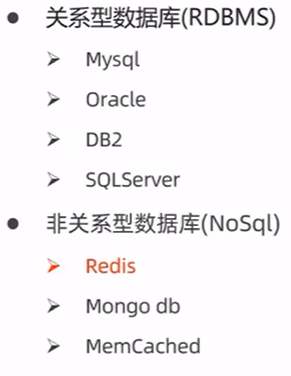 关系型数据库(RDBMS)
Mysql
Oracle
DB2
SQLServer
非关系型数据库(NoSql)
Redis
Mongo db
MemCached